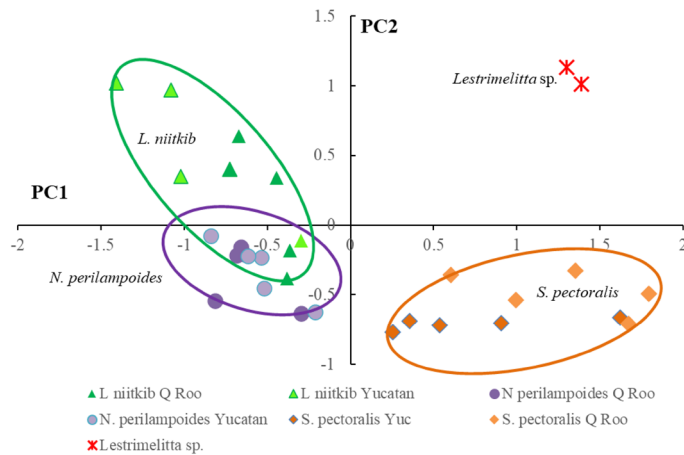 1.5
PC2
1
Lestrimelitta sp.
L. niitkib
0.5
PC1
0
-2 -1.5 -1 -0.5 0 0.5 1 1.5 2
N. perilampoides
S. pectoralis
-0.5
-1
L niitkib Q Roo L niitkib Yucatan N perilampoides Q Roo
N. perilampoides Yucatan S. pectoralis Yuc S. pectoralis Q Roo
Lestrimelitta sp.